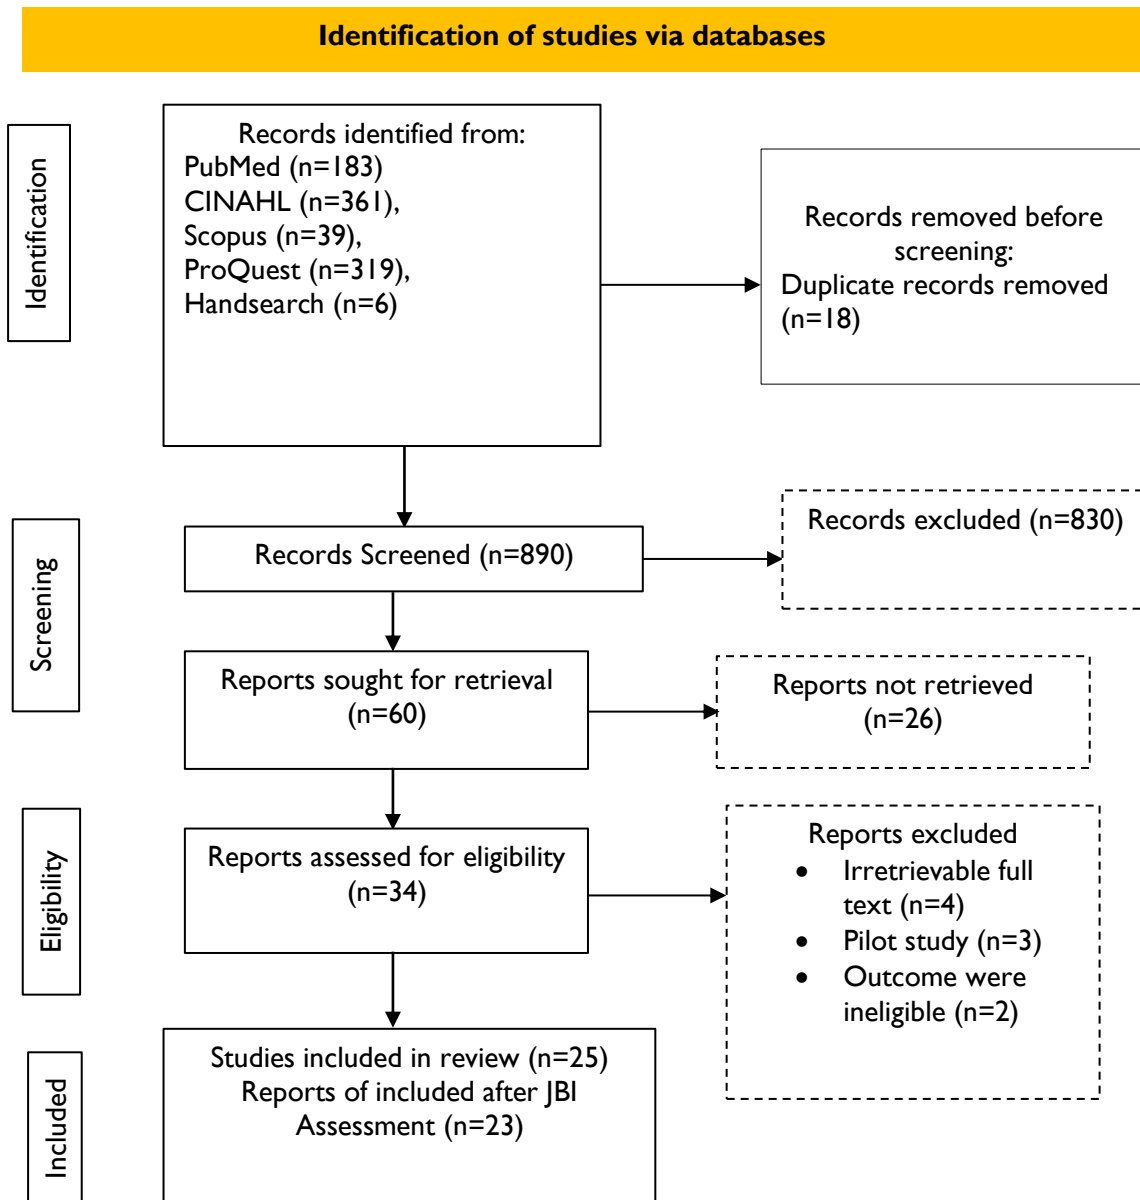 Identification of studies via databases
Identification
Records identified from:
PubMed (n=183)
CINAHL (n=361),
Scopus (n=39),
ProQuest (n=319),
Handsearch (n=6)
Records removed before
screening:
Duplicate records removed
(n=18)
Screening
Records Screened (n=890)
Records excluded (n=830)
Reports sought for retrieval
(n=60)
Reports not retrieved
(n=26)
Eligibility
Reports assessed for eligibility
(n=34)
Reports excluded
• Irretrievable full
text (n=4)
• Pilot study (n=3)
• Outcome were
ineligible (n=2)
Included
Studies included in review (n=25)
Reports of included after JBI
Assessment (n=23)